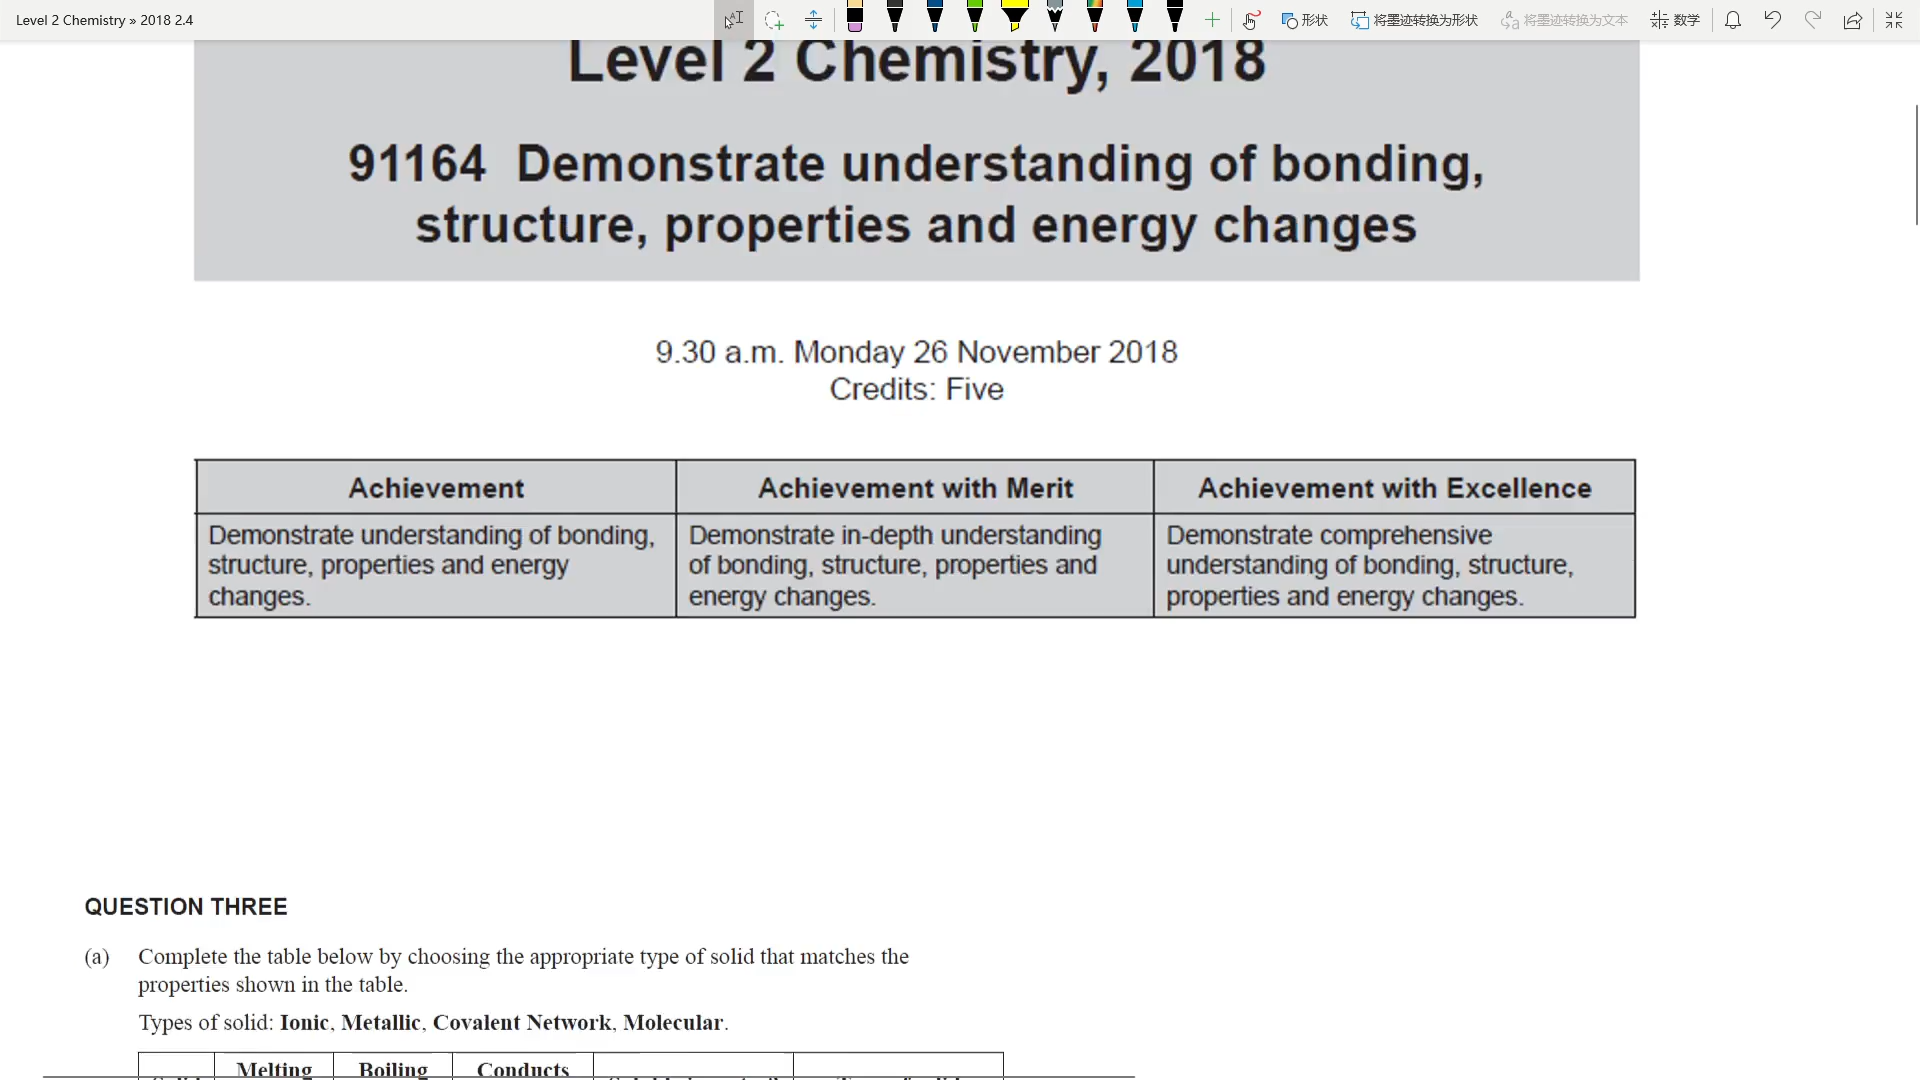 Level 2 Chemistry » 2018 2.4
形状
将墨迹转换为形状
将墨迹转换为文本
数学
Level 2 Chemistry, 2018
91164 Demonstrate understanding of bonding,
structure, properties and energy changes
9.30 a.m. Monday 26 November 2018
Credits: Five
Achievement
Achievement with Merit
Achievement with Excellence
Demonstrate understanding of bonding,
structure, properties and energy
changes.
Demonstrate in-depth understanding
of bonding, structure, properties and
energy changes.
Demonstrate comprehensive
understanding of bonding, structure,
properties and energy changes.
QUESTION THREE
(a) Complete the table below by choosing the appropriate type of solid that matches the
properties shown in the table.
Types of solid: Ionic, Metallic, Covalent Network, Molecular.
Melting
Boiling
Conducts